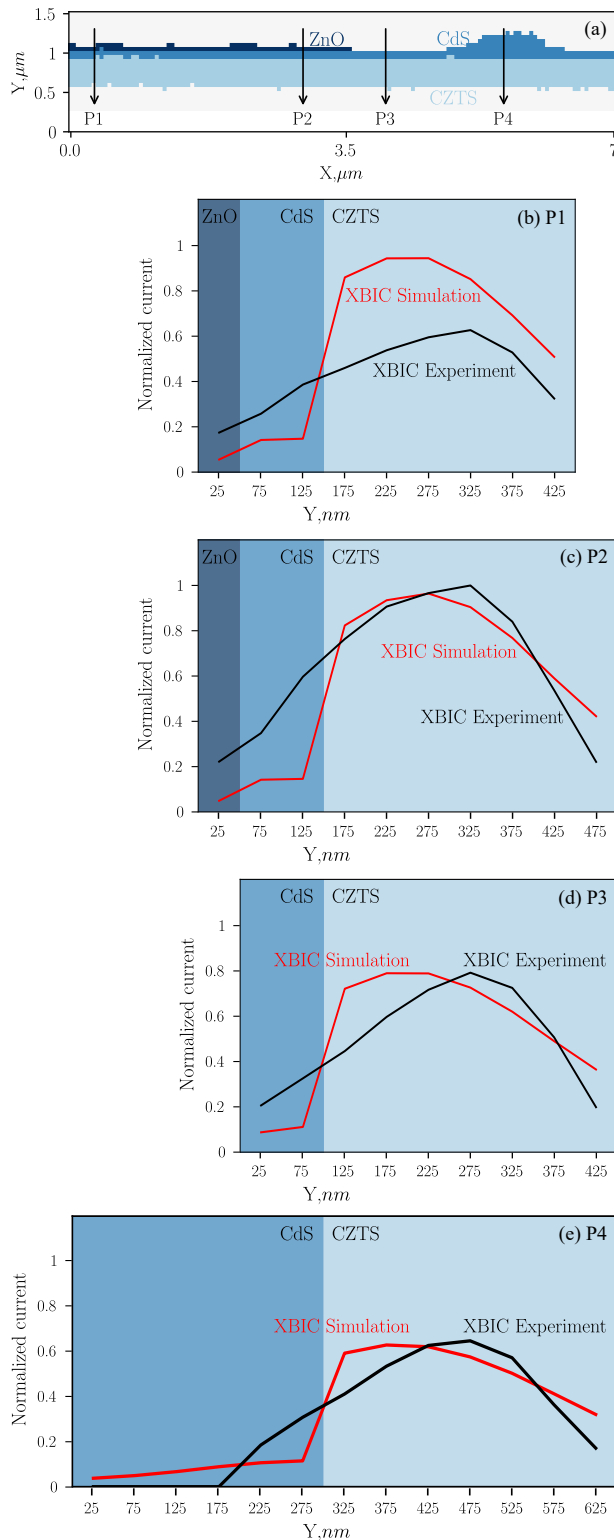 1.5
(a)
ZnO
CdS
1
Y,μm
0.5
CZTS
P1
P2
P3
P4
0
0.0
3.5
7
X,μm
ZnO
CdS
CZTS
(b) P1
1
XBIC Simulation
0.8
Normalized current
0.6
XBIC Experiment
0.4
0.2
0
25 75 125 175 225 275 325 375 425
Y,nm
ZnO
CdS
CZTS
(c) P2
1
0.8
XBIC Simulation
Normalized current
0.6
XBIC Experiment
0.4
0.2
0
25 75 125 175 225 275 325 375 425 475
Y,nm
CdS
CZTS
(d) P3
1
XBIC Simulation
XBIC Experiment
0.8
Normalized current
0.6
0.4
0.2
0
25 75 125 175 225 275 325 375 425
Y,nm
CdS
CZTS
(e) P4
1
0.8
XBIC Simulation
XBIC Experiment
Normalized current
0.6
0.4
0.2
0
25 75 125 175 225 275 325 375 425 475 525 575 625
Y,nm